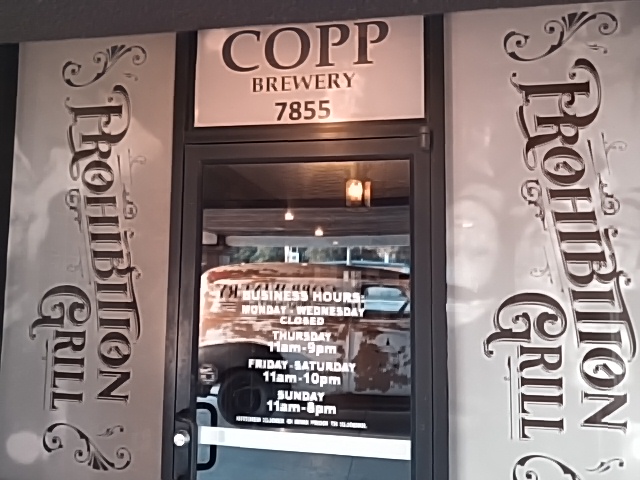 COPP
BREWERY
7855
PROHIBITION
GRILL
BUSINESS HOURS:
MONDAY - WEDNESDAY
CLOSED
THURSDAY
11am-9pm
FRIDAY-SATURDAY
11am-10pm
SUNDAY
11am-8pm
PROHIBITION
GRILL